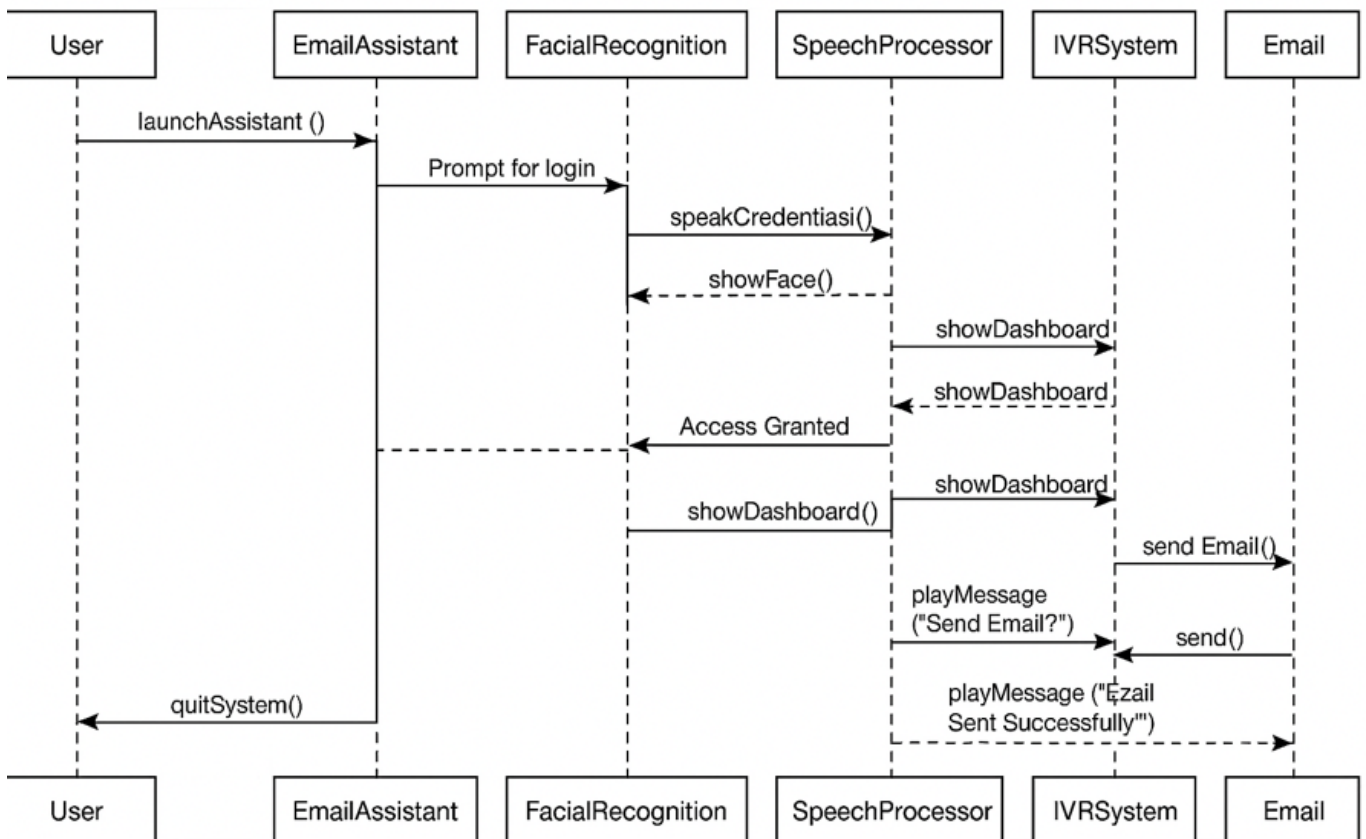 User
EmailAssistant
FacialRecognition
SpeechProcessor
IVRSystem
Email
launchAssistant ()
Prompt for login
speakCredentiasi()
showFace()
showDashboard
showDashboard
Access Granted
showDashboard
showDashboard()
send Email()
playMessage
("Send Email?")
send()
playMessage ("Ezail
Sent Successfully'")
quitSystem()
User
EmailAssistant
FacialRecognition
SpeechProcessor
IVRSystem
Email